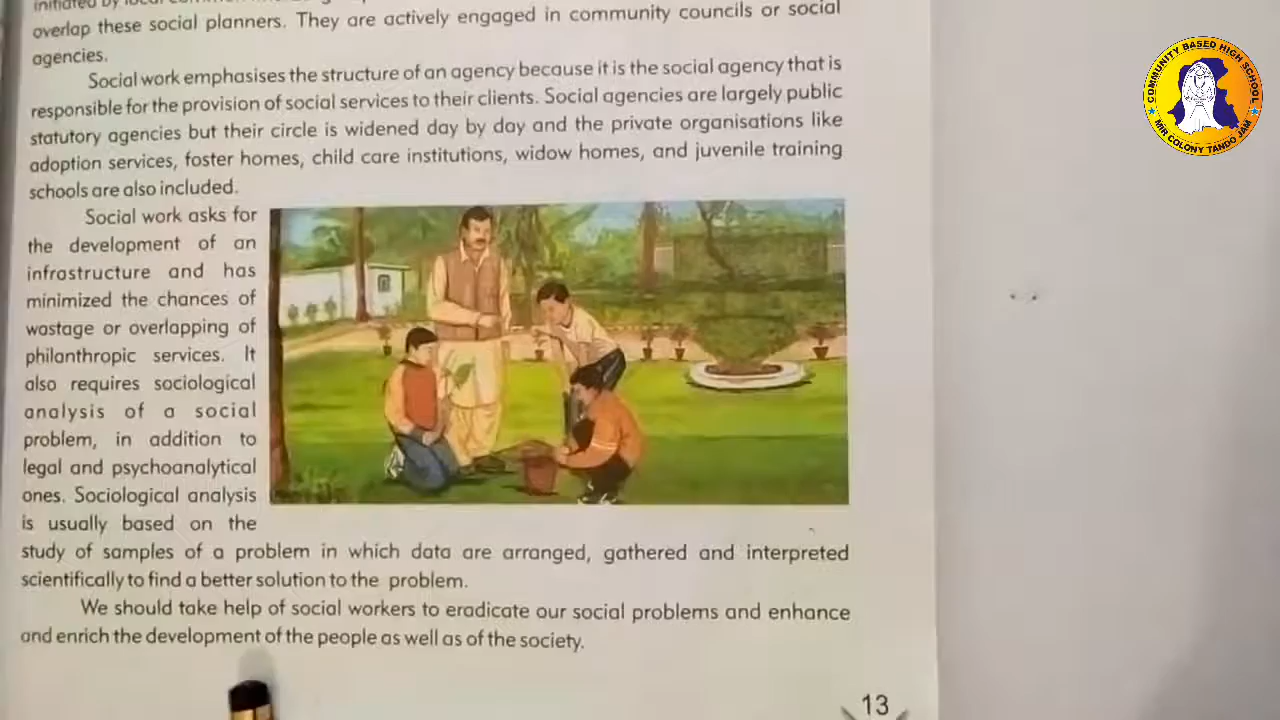 initiated by local
overlap these social planners. They are actively engaged in community councils or social
agencies.
Social work emphasises the structure of an agency because it is the social agency that is
responsible for the provision of social services to their clients. Social agencies are largely public
statutory agencies but their circle is widened day by day and the private organisations like
adoption services, foster homes, child care institutions, widow homes, and juvenile training
schools are also included.
Social work asks for
the development of an
infrastructure and has
minimized the chances of
wastage or overlapping of
philanthropic services. It
also requires sociological
analysis of a social
problem, in addition to
legal and psychoanalytical
ones. Sociological analysis
is usually based on the
study of samples of a problem in which data are arranged, gathered and interpreted
scientifically to find a better solution to the problem.
We should take help of social workers to eradicate our social problems and enhance
and enrich the development of the people as well as of the society.
13
COMMUNITY BASED HIGH SCHOOL
MIR COLONY TANDO JAM